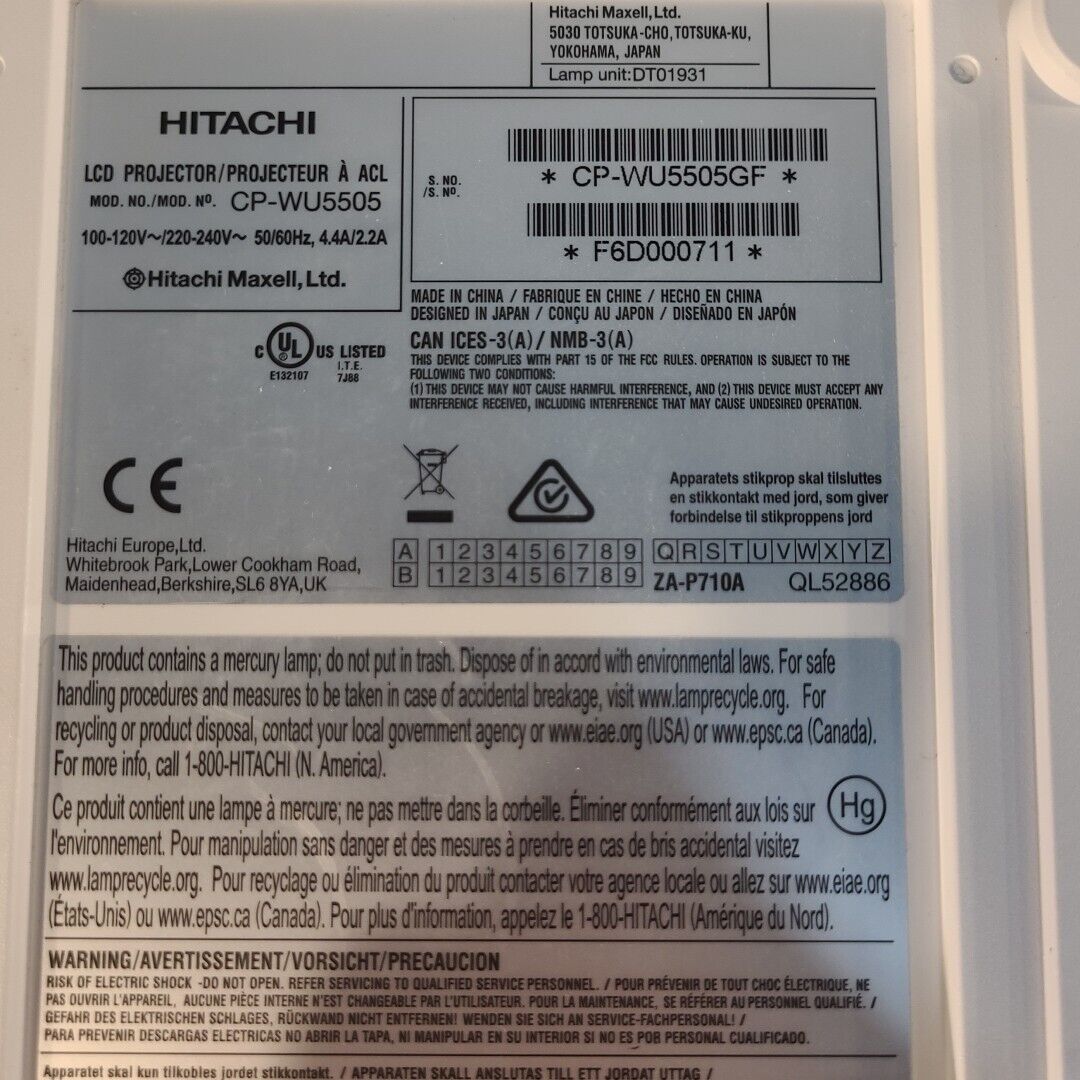 Hitachi Maxell, Ltd.
5030 TOTSUKA-CHO, TOTSUKA-KU,
YOKOHAMA, JAPAN
Lamp unit:DT01931
HITACHI
LCD PROJECTOR/PROJECTEUR À ACL
MOD. NO./MOD. Nº. CP-WU5505
100-120V~/220-240V~ 50/60Hz, 4.4A/2.2A
Hitachi Maxell, Ltd.
S. NO.
/S. Nº.
* CP-WU5505GF *
* F6D000711 *
MADE IN CHINA / FABRIQUE EN CHINE / HECHO EN CHINA
DESIGNED IN JAPAN / CONÇU AU JAPON / DISEÑADO EN JAPÓN
CAN ICES-3(A) / NMB-3(A)
THIS DEVICE COMPLIES WITH PART 15 OF THE FCC RULES. OPERATION IS SUBJECT TO THE
FOLLOWING TWO CONDITIONS:
(1) THIS DEVICE MAY NOT CAUSE HARMFUL INTERFERENCE, AND (2) THIS DEVICE MUST ACCEPT ANY
INTERFERENCE RECEIVED, INCLUDING INTERFERENCE THAT MAY CAUSE UNDESIRED OPERATION.
C UL US LISTED
I.T.E.
E132107 7J88
CE
Apparatets stikprop skal tilsluttes
en stikkontakt med jord, som giver
forbindelse til stikproppens jord
Hitachi Europe,Ltd.
Whitebrook Park,Lower Cookham Road,
Maidenhead,Berkshire,SL6 8YA,UK
A 1 2 3 4 5 6 7 8 9 Q R S T U V W X Y Z
B 1 2 3 4 5 6 7 8 9 ZA-P710A QL52886
This product contains a mercury lamp; do not put in trash. Dispose of in accord with environmental laws. For safe
handling procedures and measures to be taken in case of accidental breakage, visit www.lamprecycle.org. For
recycling or product disposal, contact your local government agency or www.eiae.org (USA) or www.epsc.ca (Canada).
For more info, call 1-800-HITACHI (N. America).
Ce produit contient une lampe à mercure; ne pas mettre dans la corbeille. Éliminer conformément aux lois sur
l'environnement. Pour manipulation sans danger et des mesures à prendre en cas de bris accidental visitez
www.lamprecycle.org. Pour recyclage ou élimination du produit contacter votre agence locale ou allez sur www.eiae.org
(États-Unis) ou www.epsc.ca (Canada). Pour plus d'information, appelez le 1-800-HITACHI (Amérique du Nord).
Hg
WARNING/AVERTISSEMENT/VORSICHT/PRECAUCION
RISK OF ELECTRIC SHOCK -DO NOT OPEN. REFER SERVICING TO QUALIFIED SERVICE PERSONNEL. / POUR PRÉVENIR DE TOUT CHOC ÉLECTRIQUE, NE
PAS OUVRIR L'APPAREIL, AUCUNE PIÈCE INTERNE N'EST CHANGEABLE PAR L'UTILISATEUR. POUR LA MAINTENANCE, SE RÉFÉRER AU PERSONNEL QUALIFIÉ. /
GEFAHR DES ELEKTRISCHEN SCHLAGES, RÜCKWAND NICHT ENTFERNEN! WENDEN SIE SICH AN SERVICE-FACHPERSONAL! /
PARA PREVENIR DESCARGAS ELECTRICAS NO ABRIR LA TAPA, NI MANIPULAR EN SU INTERIOR SI NO ES POR PERSONAL CUALIFICADO.
Apparatet skal kun tilkobles jordet stikkontakt. / APPARATEN SKALL ANSLUTAS TILL ETT JORDAT UTTAG /